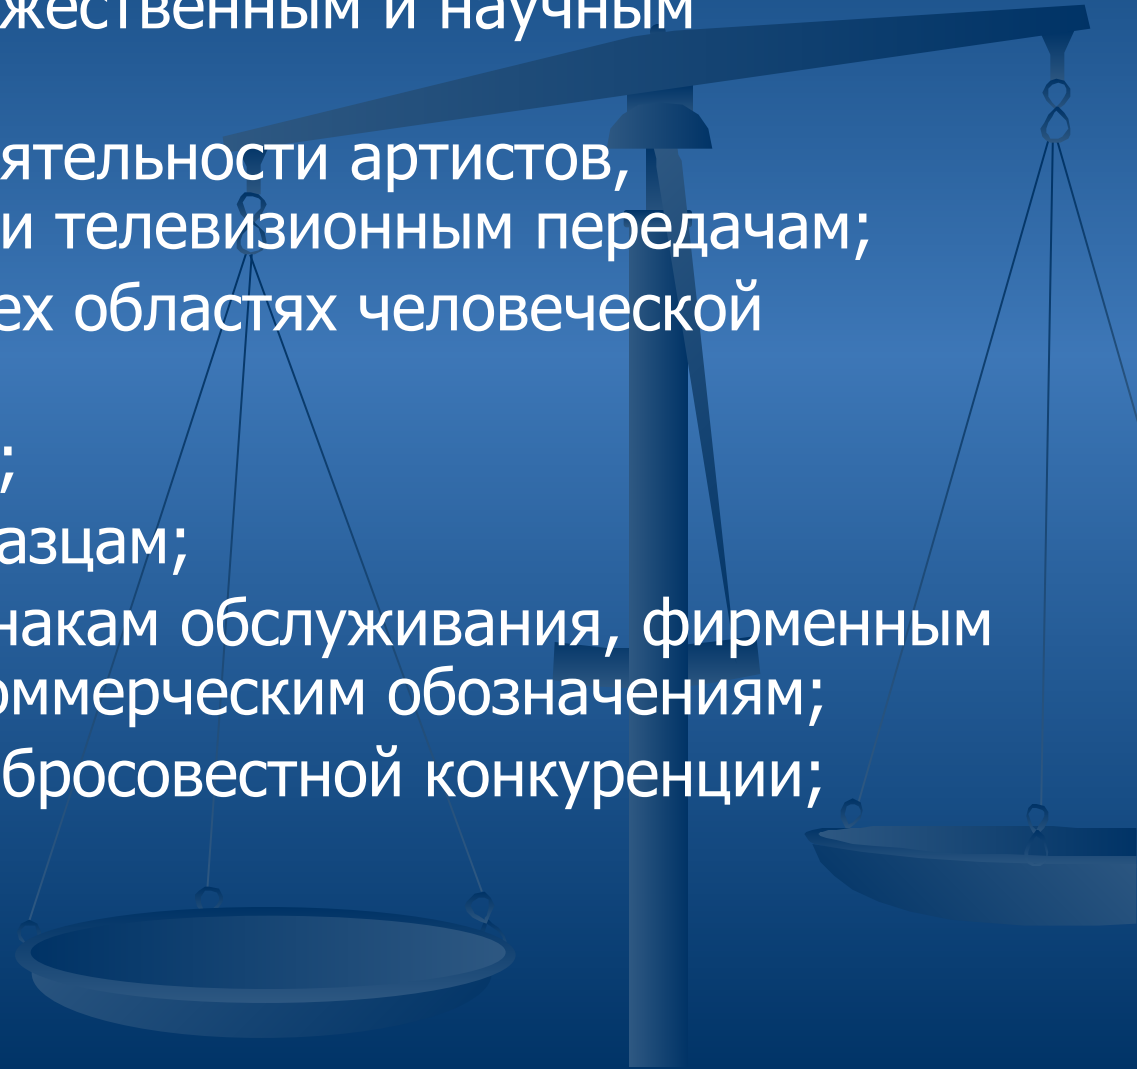 жественным и научным
ятельности артистов,
и телевизионным передачам;
ех областях человеческой
;
азцам;
накам обслуживания, фирменным
оммерческим обозначениям;
бросовестной конкуренции;